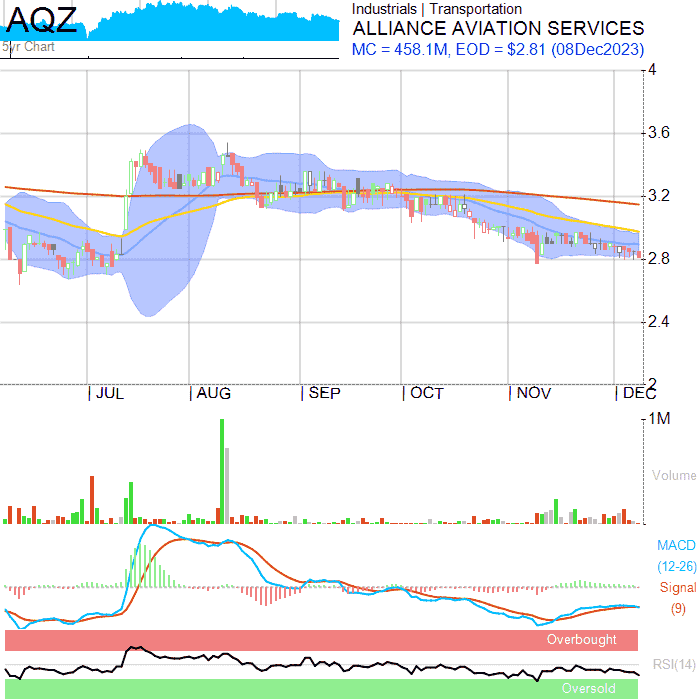 AQZ
5yr Chart
Industrials | Transportation
ALLIANCE AVIATION SERVICES
MC = 458.1M, EOD = $2.81 (08Dec2023)
4
3.6
3.2
2.8
2.4
2
JUL AUG SEP OCT NOV DEC
1M
Volume
MACD
(12-26)
Signal
(9)
Overbought
RSI(14)
Oversold